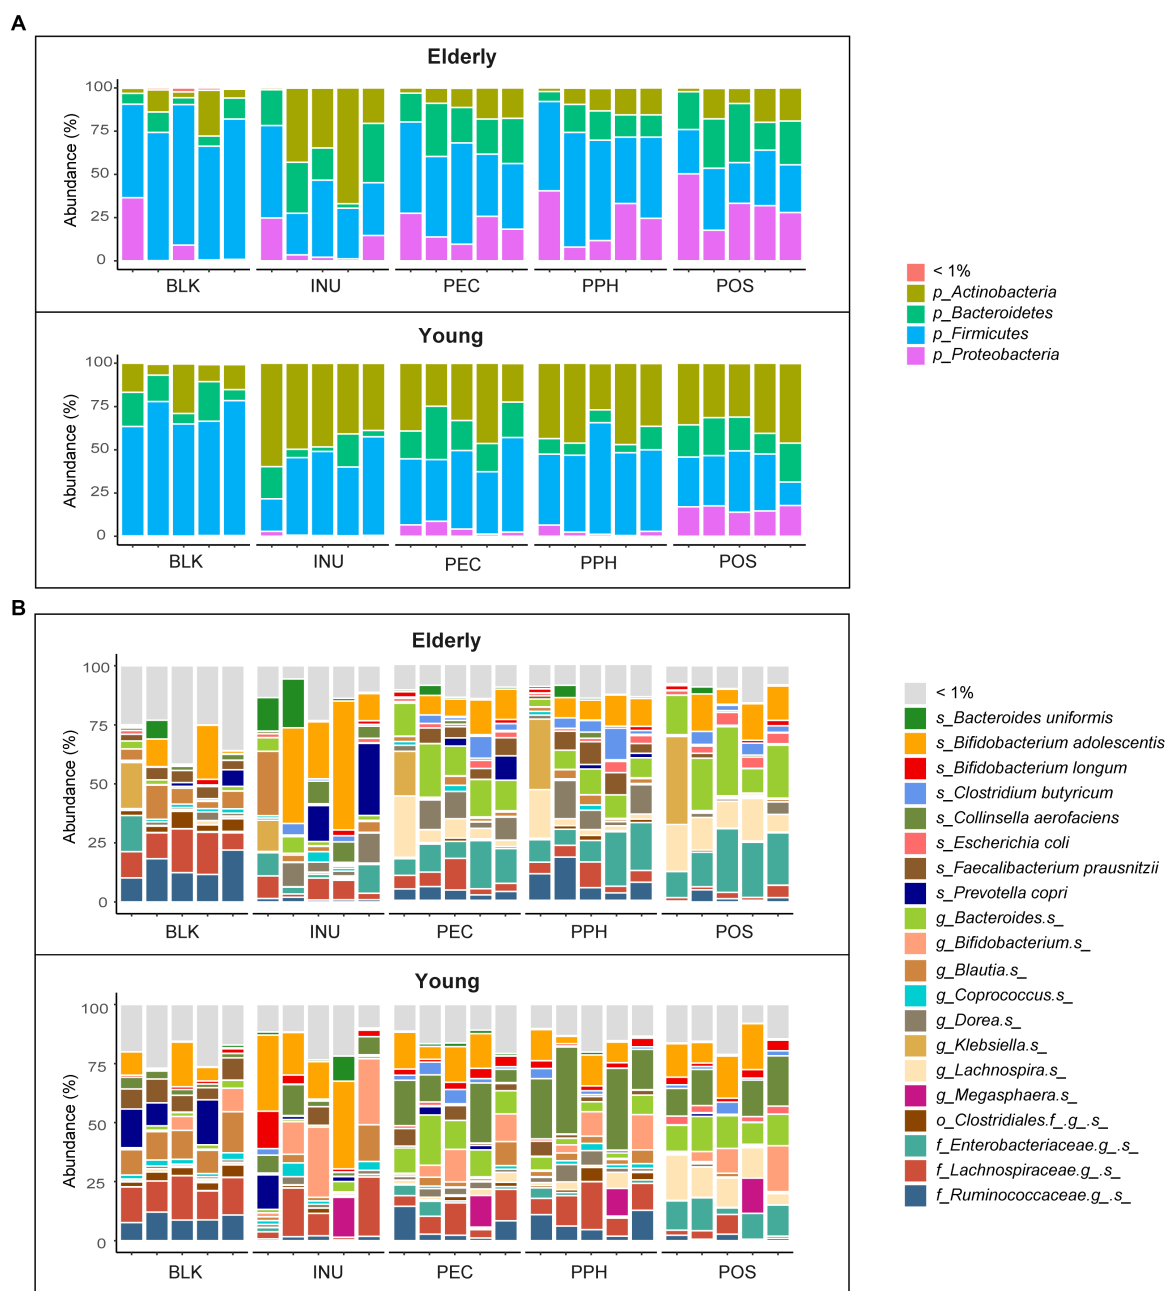 A
Elderly
Abundance (%)
100
75
50
25
0
BLK INU PEC PPH POS
Young
Abundance (%)
100
75
50
25
0
BLK INU PEC PPH POS
< 1%
p_Actinobacteria
p_Bacteroidetes
p_Firmicutes
p_Proteobacteria
B
Elderly
Abundance (%)
100
75
50
25
0
BLK INU PEC PPH POS
Young
Abundance (%)
100
75
50
25
0
BLK INU PEC PPH POS
< 1%
s_Bacteroides uniformis
s_Bifidobacterium adolescentis
s_Bifidobacterium longum
s_Clostridium butyricum
s_Collinsella aerofaciens
s_Escherichia coli
s_Faecalibacterium prausnitzii
s_Prevotella copri
g_Bacteroides.s_
g_Bifidobacterium.s_
g_Blautia.s_
g_Coprococcus.s_
g_Dorea.s_
g_Klebsiella.s_
g_Lachnospira.s_
g_Megasphaera.s_
o_Clostridiales.f_.g_.s_
f_Enterobacteriaceae.g_.s_
f_Lachnospiraceae.g_.s_
f_Ruminococcaceae.g_.s_